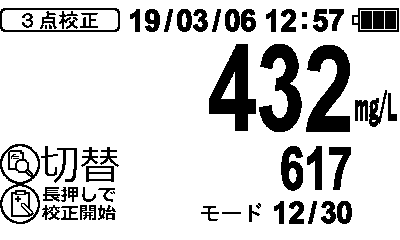 3点校正 19/03/06 12:57
432 mg/L
切替 617
長押しで
校正開始
モード 12/30